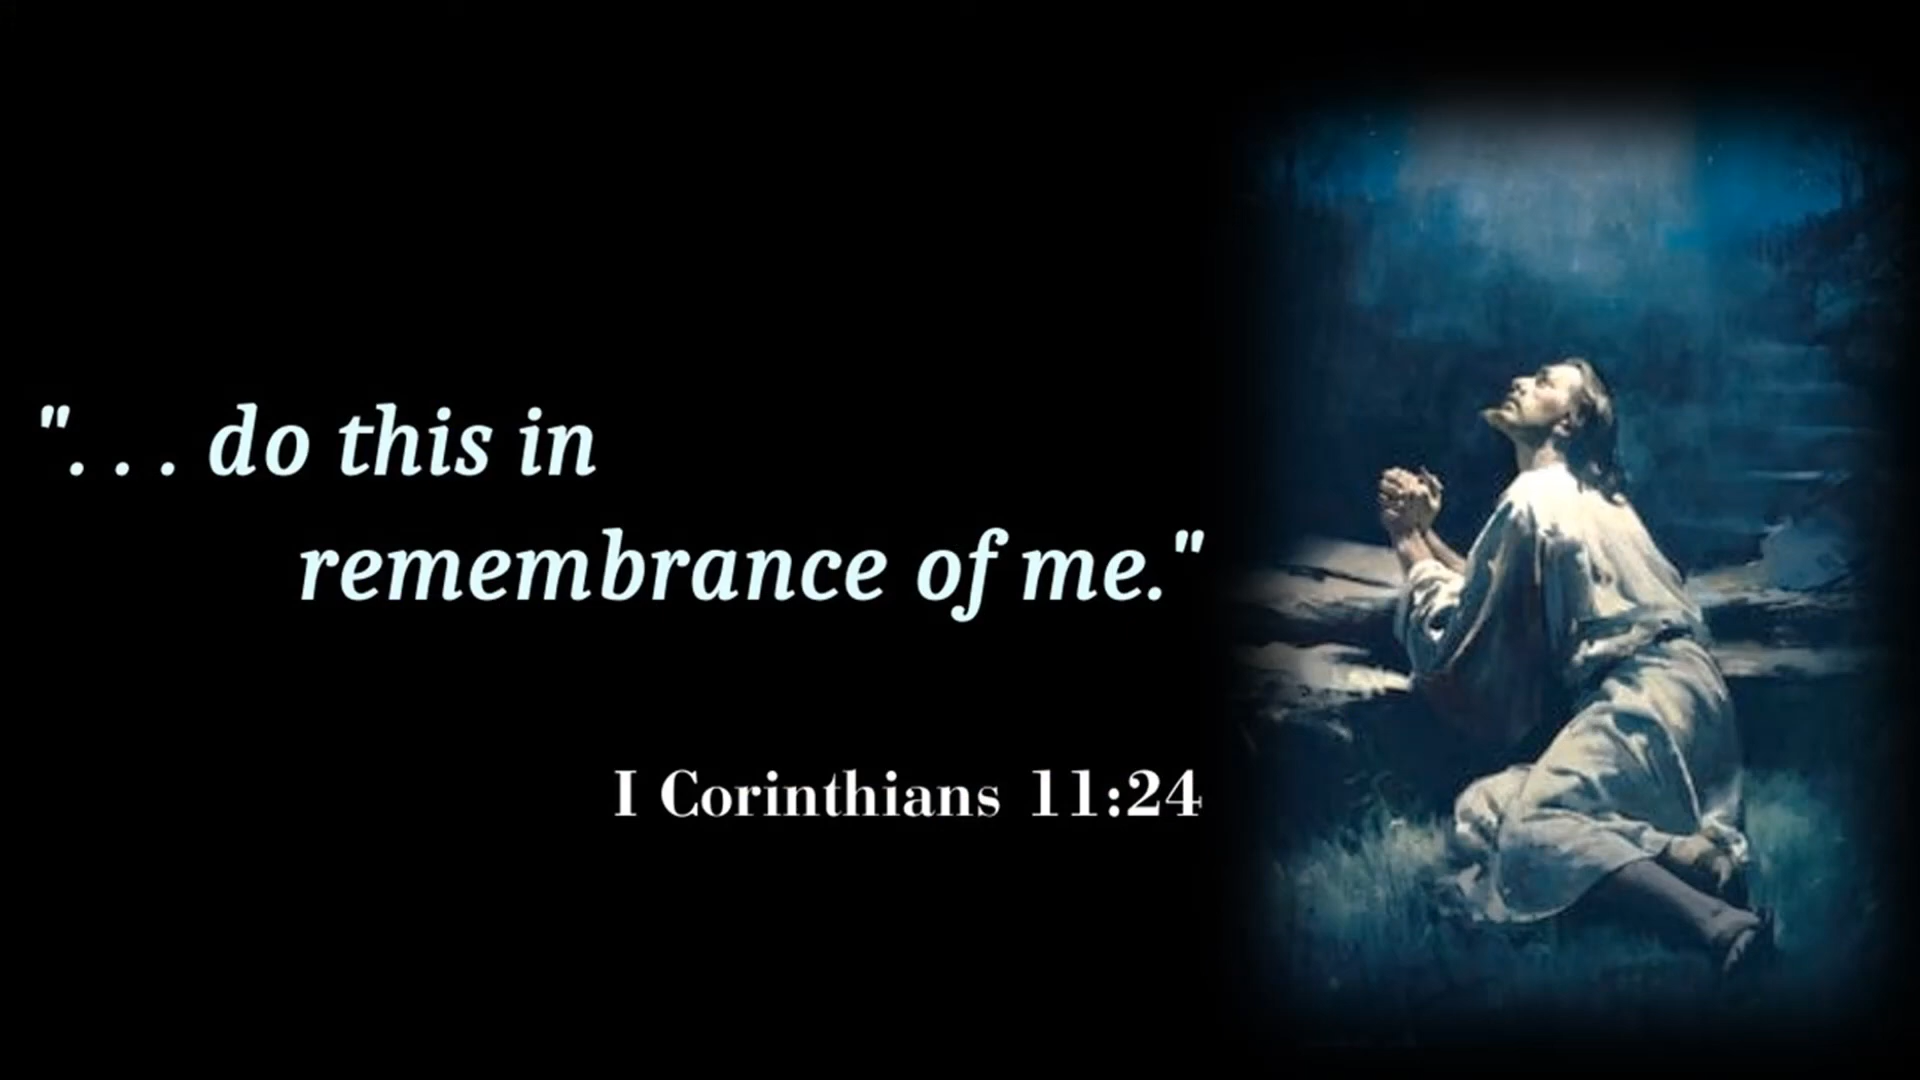 ". . . do this in
remembrance of me."
I Corinthians 11:24